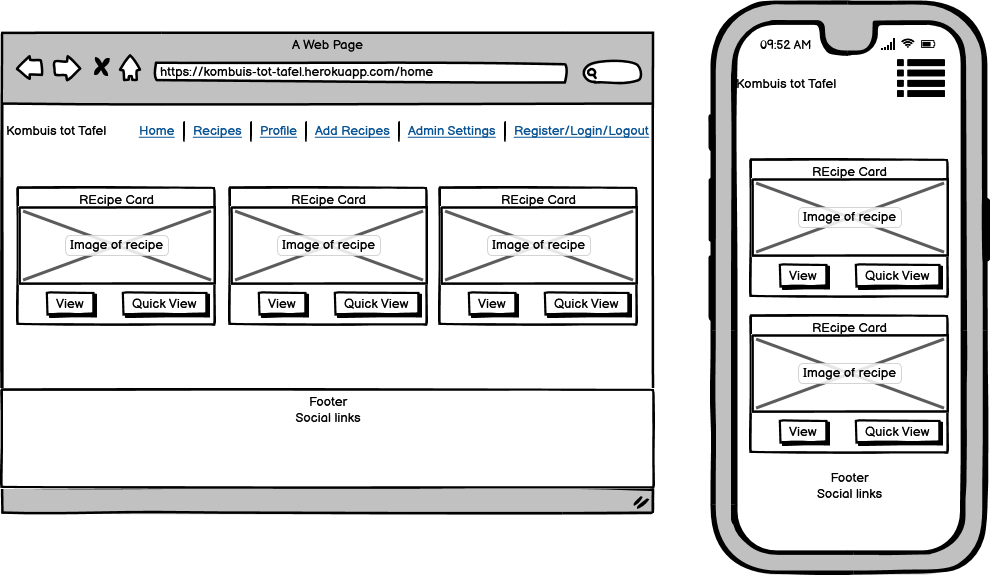 A Web Page
https://kombuis-tot-tafel.herokuapp.com/home
Kombuis tot Tafel Home Recipes Profile Add Recipes Admin Settings Register/Login/Logout
REcipe Card REcipe Card REcipe Card
Image of recipe Image of recipe Image of recipe
View Quick View View Quick View View Quick View
Footer
Social links
09:52 AM
Kombuis tot Tafel
REcipe Card
Image of recipe
View Quick View
REcipe Card
Image of recipe
View Quick View
Footer
Social links